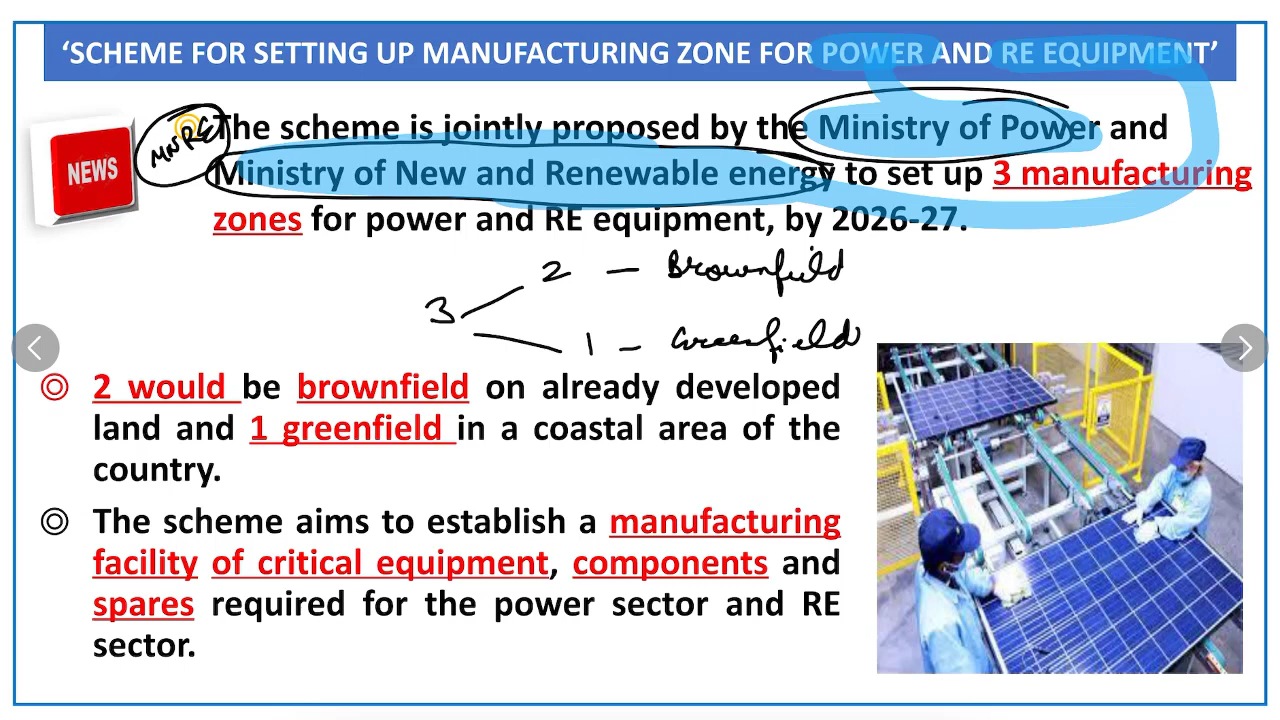 ‘SCHEME FOR SETTING UP MANUFACTURING ZONE FOR POWER AND RE EQUIPMENT’
NEWS
MNRE
The scheme is jointly proposed by the Ministry of Power and
Ministry of New and Renewable energy to set up 3 manufacturing
zones for power and RE equipment, by 2026-27.
2 — Brownfield
3
1 — Greenfield
◎ 2 would be brownfield on already developed
land and 1 greenfield in a coastal area of the
country.
◎ The scheme aims to establish a manufacturing
facility of critical equipment, components and
spares required for the power sector and RE
sector.